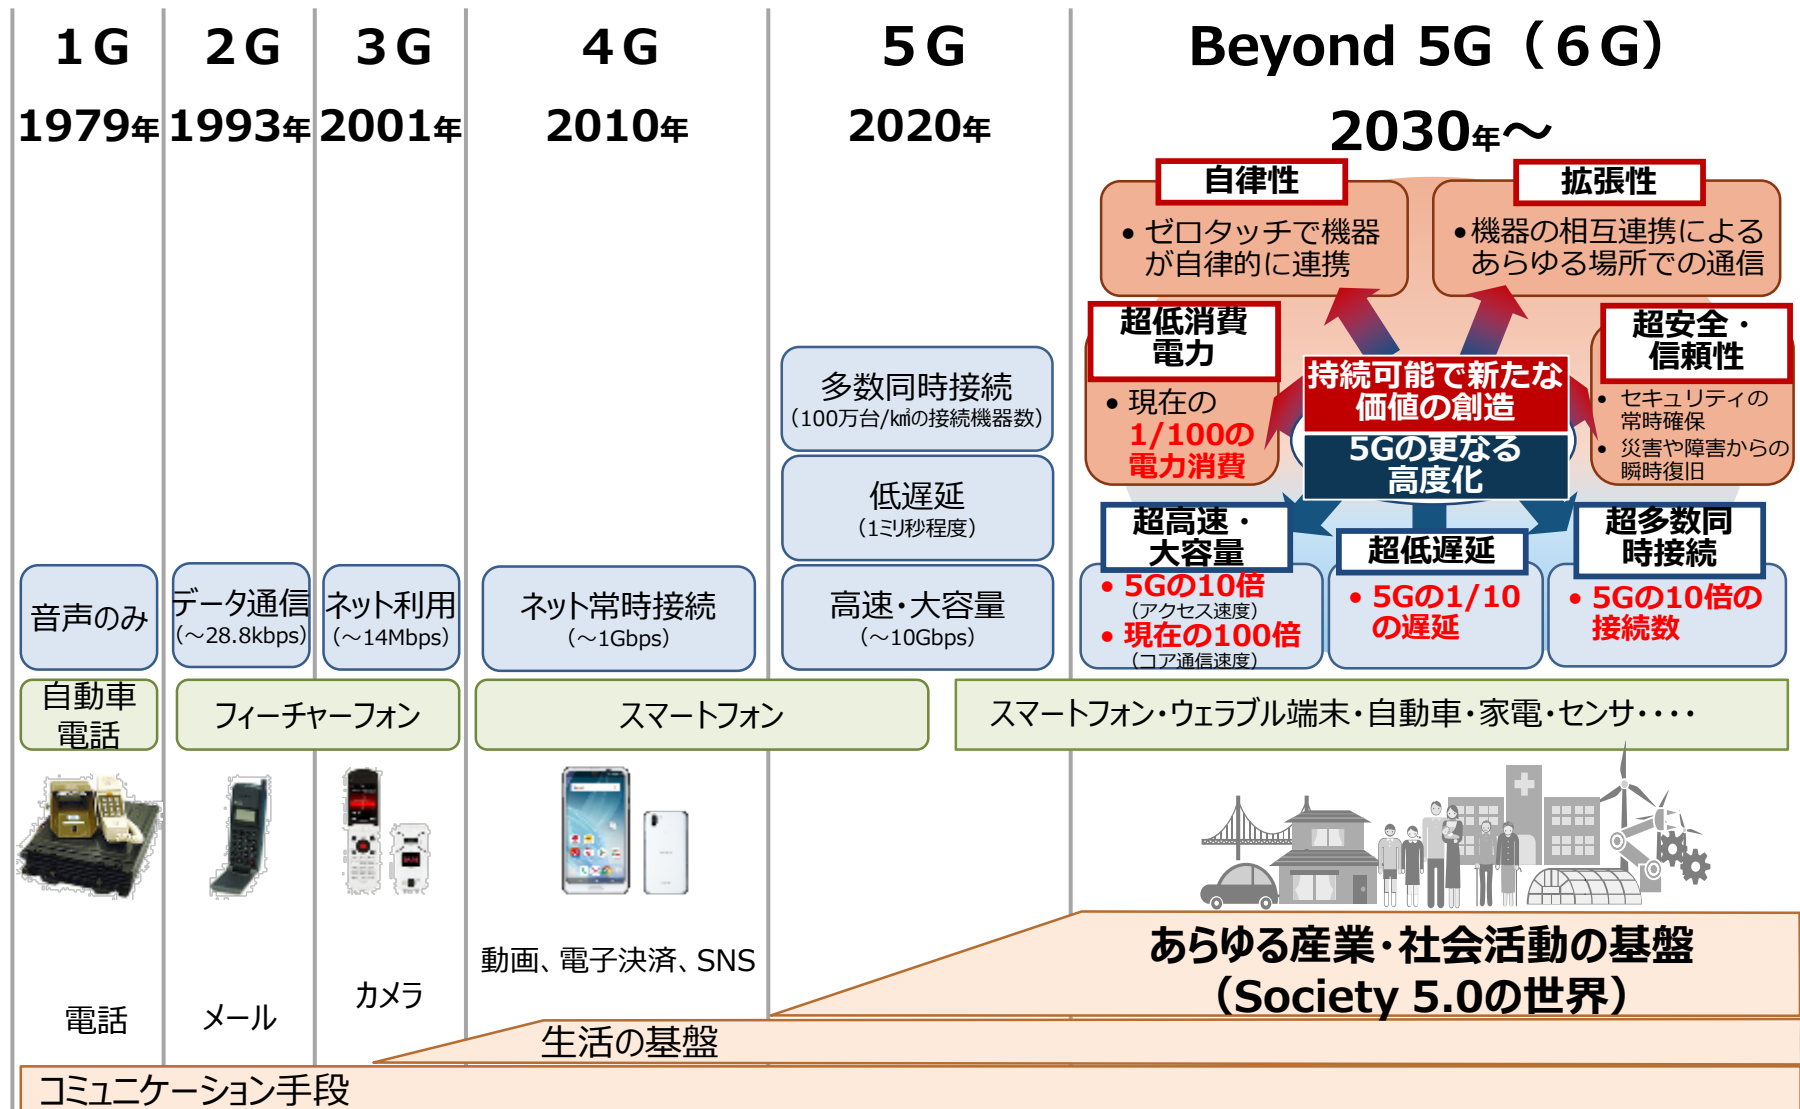 1G
2G
3G
4G
5G
Beyond 5G（6G）
1979年
1993年
2001年
2010年
2020年
2030年～
自律性
• ゼロタッチで機器
が自律的に連携
拡張性
•機器の相互連携による
あらゆる場所での通信
超低消費
電力
• 現在の
1/100の
電力消費
持続可能で新たな
価値の創造
5Gの更なる
高度化
超安全・
信頼性
• セキュリティの
常時確保
• 災害や障害からの
瞬時復旧
多数同時接続
（100万台/㎢の接続機器数）
低遅延
（1ミリ秒程度）
超高速・
大容量
• 5Gの10倍
（アクセス速度）
• 現在の100倍
（コア通信速度）
超低遅延
• 5Gの1/10
の遅延
超多数同
時接続
• 5Gの10倍の
接続数
音声のみ
データ通信
（～28.8kbps）
ネット利用
（～14Mbps）
ネット常時接続
（～1Gbps）
高速・大容量
（～10Gbps）
自動車
電話
フィーチャーフォン
スマートフォン
スマートフォン・ウェラブル端末・自動車・家電・センサ・・・・
電話
メール
カメラ
動画、電子決済、SNS
あらゆる産業・社会活動の基盤
（Society 5.0の世界）
生活の基盤
コミュニケーション手段